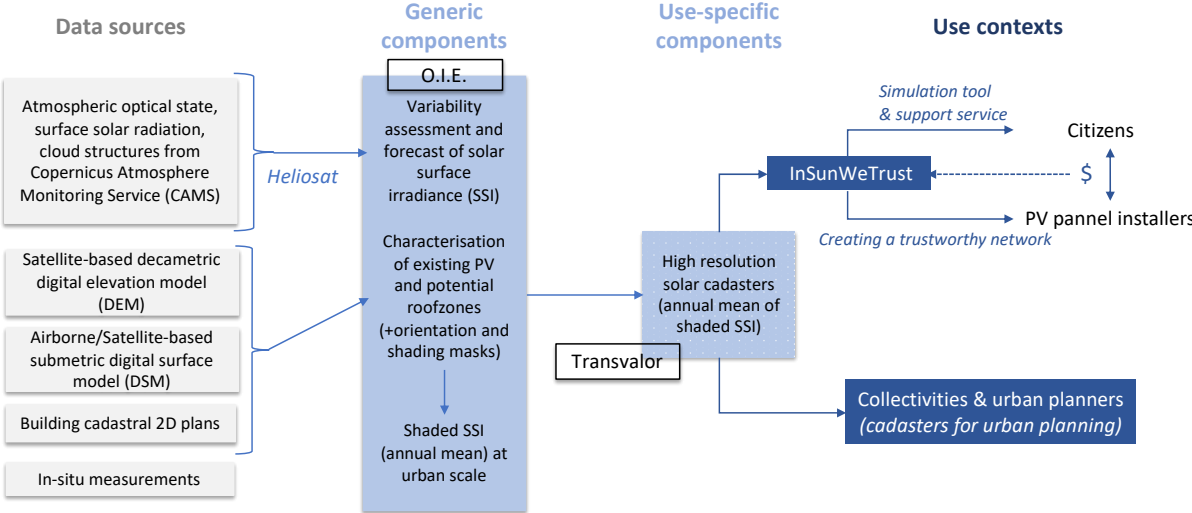 Data sources
Generic
components
Use-specific
components
Use contexts
Atmospheric optical state,
surface solar radiation,
cloud structures from
Copernicus Atmosphere
Monitoring Service (CAMS)
Satellite-based decametric
digital elevation model
(DEM)
Airborne/Satellite-based
submetric digital surface
model (DSM)
Building cadastral 2D plans
In-situ measurements
Heliosat
O.I.E.
Variability
assessment and
forecast of solar
surface
irradiance (SSI)
Characterisation
of existing PV
and potential
roofzones
(+orientation and
shading masks)
Shaded SSI
(annual mean) at
urban scale
High resolution
solar cadasters
(annual mean of
shaded SSI)
Transvalor
Simulation tool
& support service
InSunWeTrust
Citizens
$
PV pannel installers
Creating a trustworthy network
Collectivities & urban planners
(cadasters for urban planning)